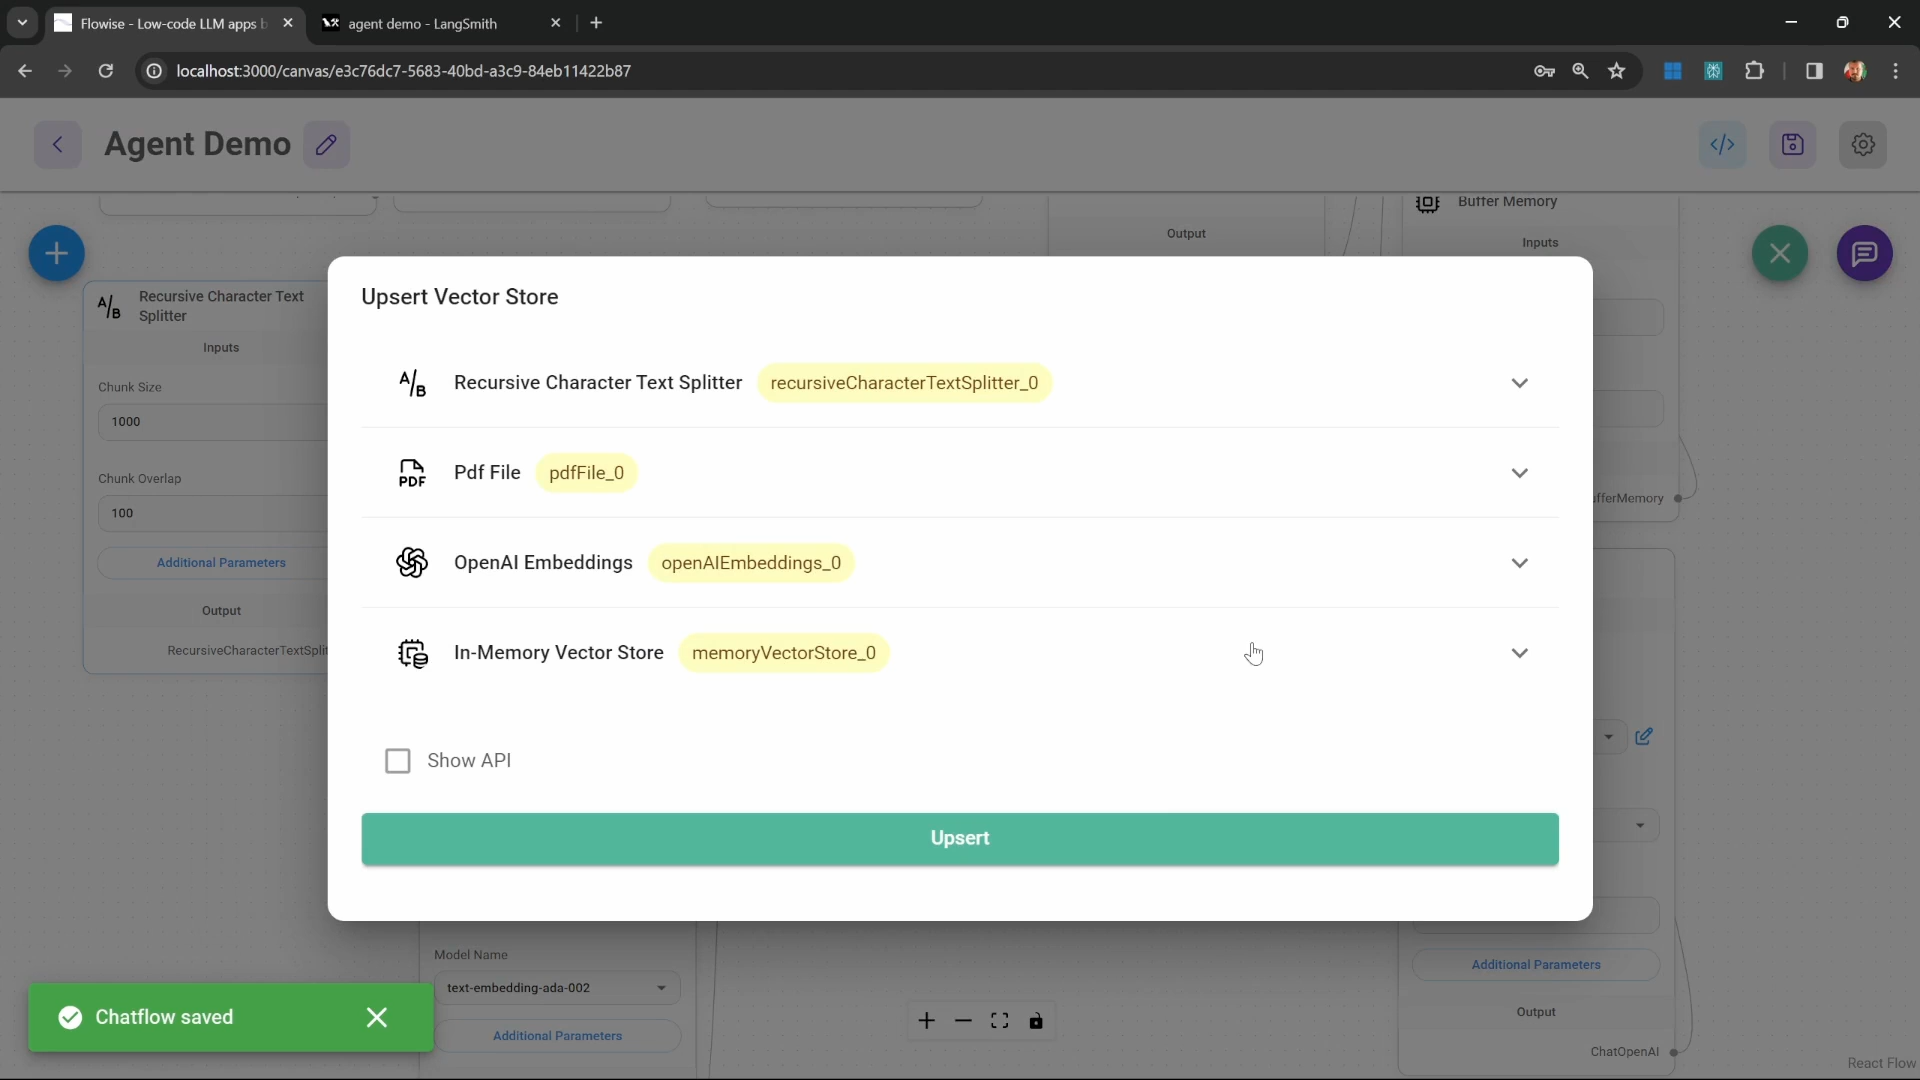 Flowise - Low-code LLM apps b
agent demo - LangSmith
localhost:3000/canvas/e3c76dc7-5683-40bd-a3c9-84eb11422b87
Agent Demo
Buffer Memory
Output
Inputs
Recursive Character Text
Splitter
Inputs
Chunk Size
1000
Chunk Overlap
100
Additional Parameters
Output
RecursiveCharacterTextSplit
Upsert Vector Store
A/B Recursive Character Text Splitter recursiveCharacterTextSplitter_0
PDF Pdf File pdfFile_0
OpenAI Embeddings openAIEmbeddings_0
In-Memory Vector Store memoryVectorStore_0
Show API
Upsert
fferMemory
Model Name
text-embedding-ada-002
Additional Parameters
Additional Parameters
Output
ChatOpenAI
Chatflow saved
React Flow